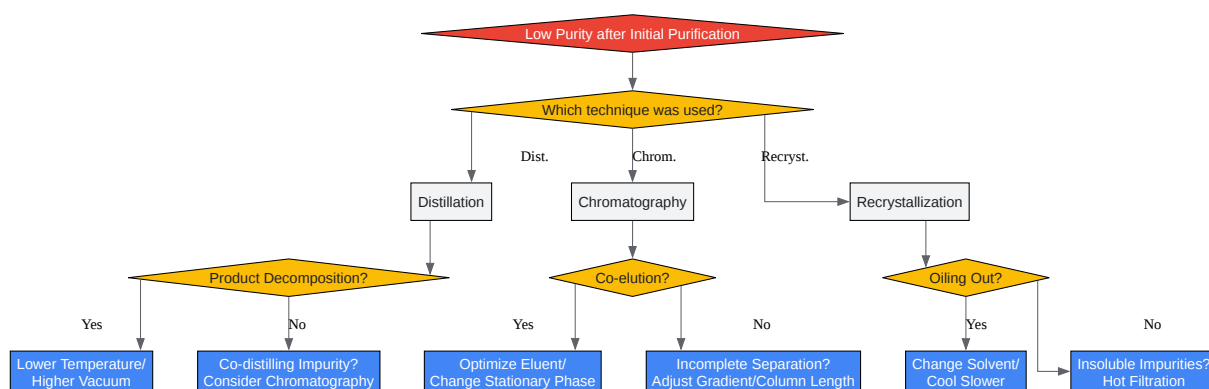 Low Purity after Initial Purification
Which technique was used?
Dist.
Chrom.
Recryst.
Distillation
Chromatography
Recrystallization
Product Decomposition?
Co-elution?
Oiling Out?
Yes
No
Yes
No
Yes
No
Lower Temperature/
Higher Vacuum
Co-distilling Impurity?
Consider Chromatography
Optimize Eluent/
Change Stationary Phase
Incomplete Separation?
Adjust Gradient/Column Length
Change Solvent/
Cool Slower
Insoluble Impurities?
Hot Filtration